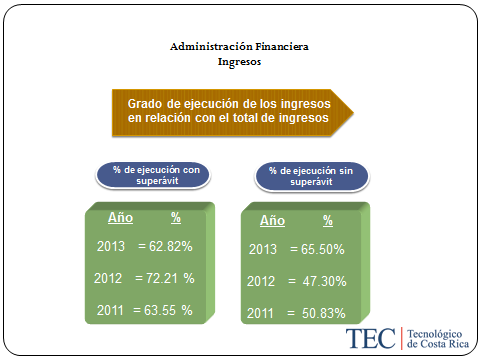 Administración Financiera
Ingresos
Grado de ejecución de los ingresos
en relación con el total de ingresos
% de ejecución con
superávit
% de ejecución sin
superávit
Año %
2013 = 62.82%
2012 = 72.21 %
2011 = 63.55 %
Año %
2013 = 65.50%
2012 = 47.30%
2011 = 50.83%
TEC Tecnológico
de Costa Rica